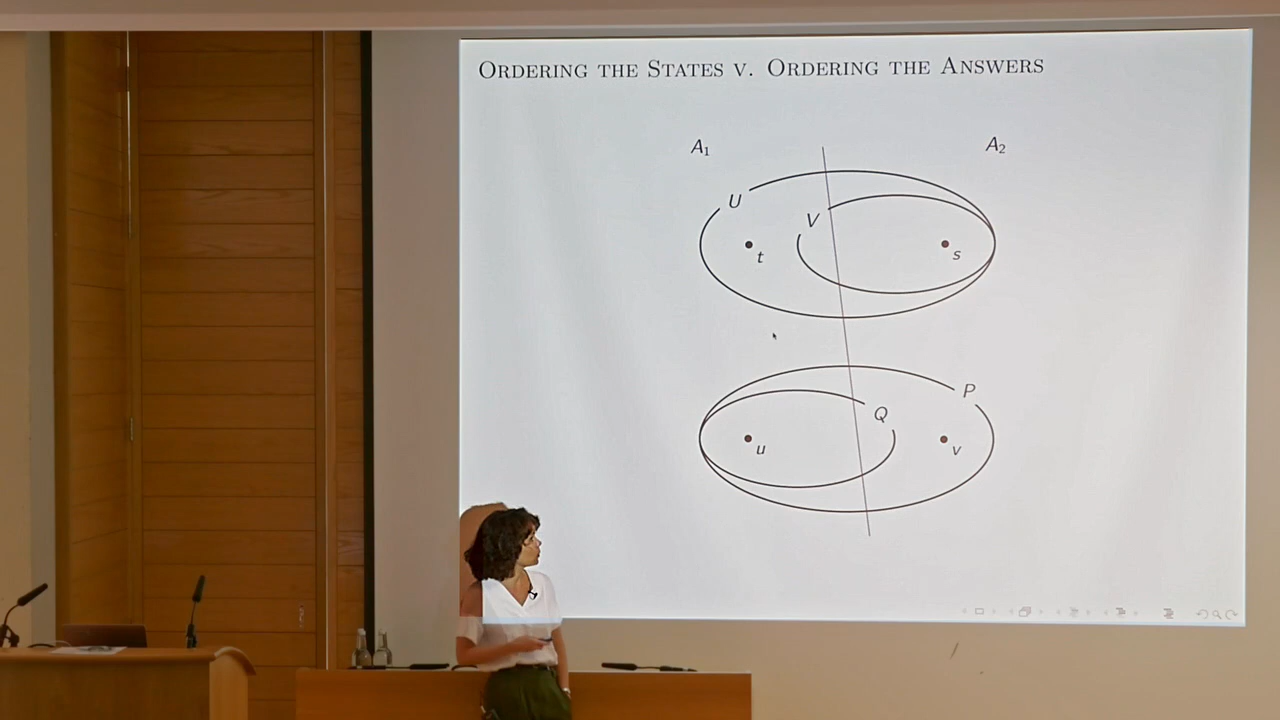 ORDERING THE STATES V. ORDERING THE ANSWERS
A₁ A₂
U
V
t s
P
Q
u v